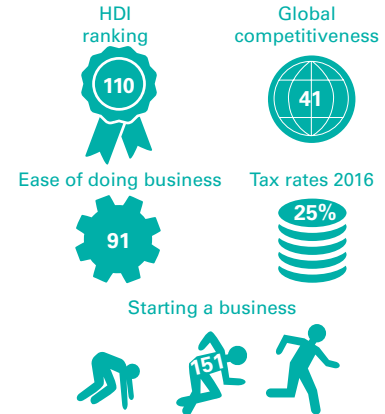 HDI
ranking
110
Global
competitiveness
41
Ease of doing business
91
Tax rates 2016
25%
Starting a business
151